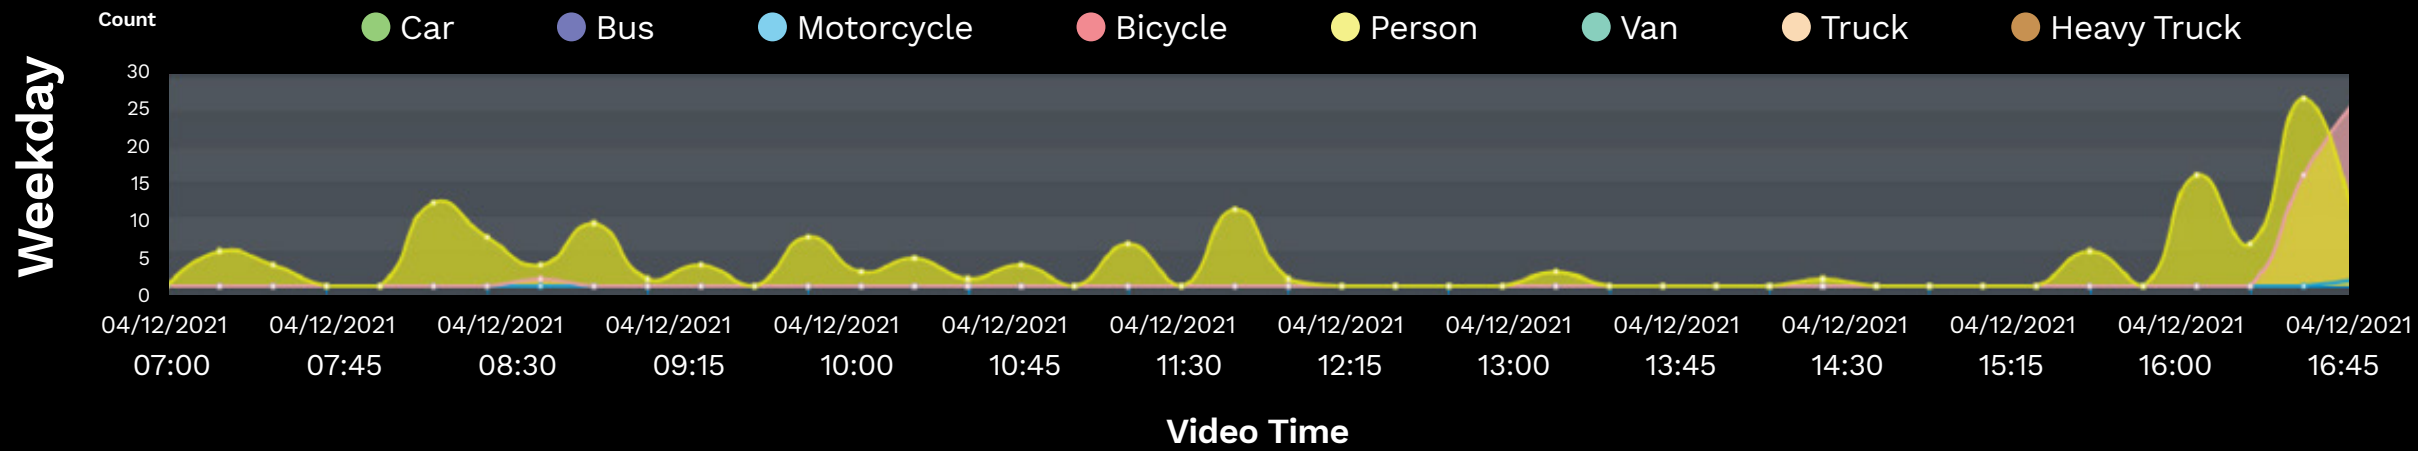 Count
Car Bus Motorcycle Bicycle Person Van Truck Heavy Truck
Weekday
30
25
20
15
10
5
0
04/12/2021 04/12/2021 04/12/2021 04/12/2021 04/12/2021 04/12/2021 04/12/2021 04/12/2021 04/12/2021 04/12/2021 04/12/2021 04/12/2021 04/12/2021 04/12/2021
07:00 07:45 08:30 09:15 10:00 10:45 11:30 12:15 13:00 13:45 14:30 15:15 16:00 16:45
Video Time